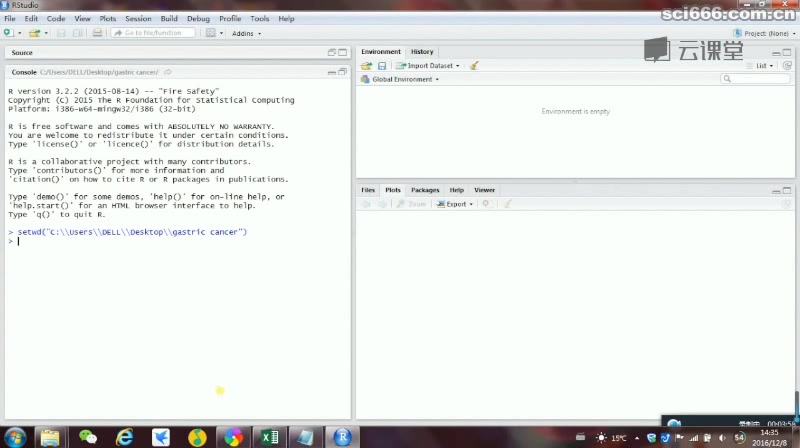 RStudio
sci666.com.cn
File Edit Code View Plots Session Build Debug Profile Tools Help
Go to file/function
Addins
Project: (None)
云课堂
Source
Console C:/Users/DELL/Desktop/gastric cancer/
R version 3.2.2 (2015-08-14) -- "Fire Safety"
Copyright (C) 2015 The R Foundation for Statistical Computing
Platform: i386-w64-mingw32/i386 (32-bit)
R is free software and comes with ABSOLUTELY NO WARRANTY.
You are welcome to redistribute it under certain conditions.
Type 'license()' or 'licence()' for distribution details.
R is a collaborative project with many contributors.
Type 'contributors()' for more information and
'citation()' on how to cite R or R packages in publications.
Type 'demo()' for some demos, 'help()' for on-line help, or
'help.start()' for an HTML browser interface to help.
Type 'q()' to quit R.
> setwd("C:\\Users\\DELL\\Desktop\\gastric cancer")
>
Environment History
Import Dataset
List
Global Environment
Environment is empty
Files Plots Packages Help Viewer
Zoom Export
00:03:58
15℃
54
14:35
2016/12/8